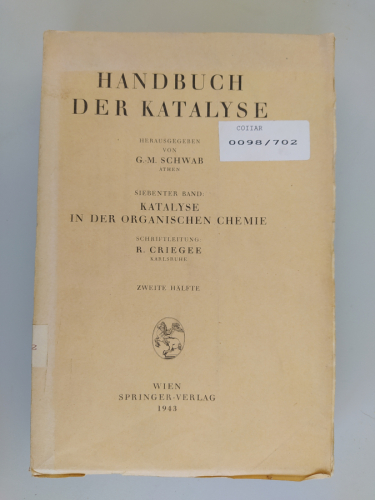 HANDBUCH
DER KATALYSE
HERAUSGEGEBEN
VON
G.-M. SCHWAB
ATHEN
COIIAR
0098/702
SIEBENTER BAND:
KATALYSE
IN DER ORGANISCHEN CHEMIE
SCHRIFTLEITUNG:
R. CRIEGEE
KARLSRUHE
ZWEITE HÄLFTE
WIEN
SPRINGER-VERLAG
1943